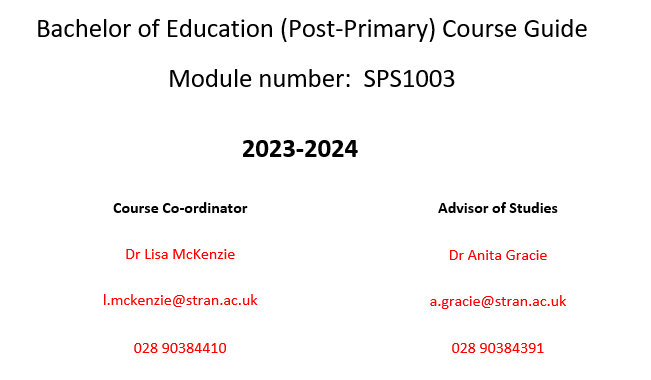 Bachelor of Education (Post-Primary) Course Guide
Module number:  SPS1003
2023-2024
Course Co-ordinator
Advisor of Studies
Dr Lisa McKenzie
Dr Anita Gracie
l.mckenzie@stran.ac.uk
a.gracie@stran.ac.uk
028 90384410
028 90384391